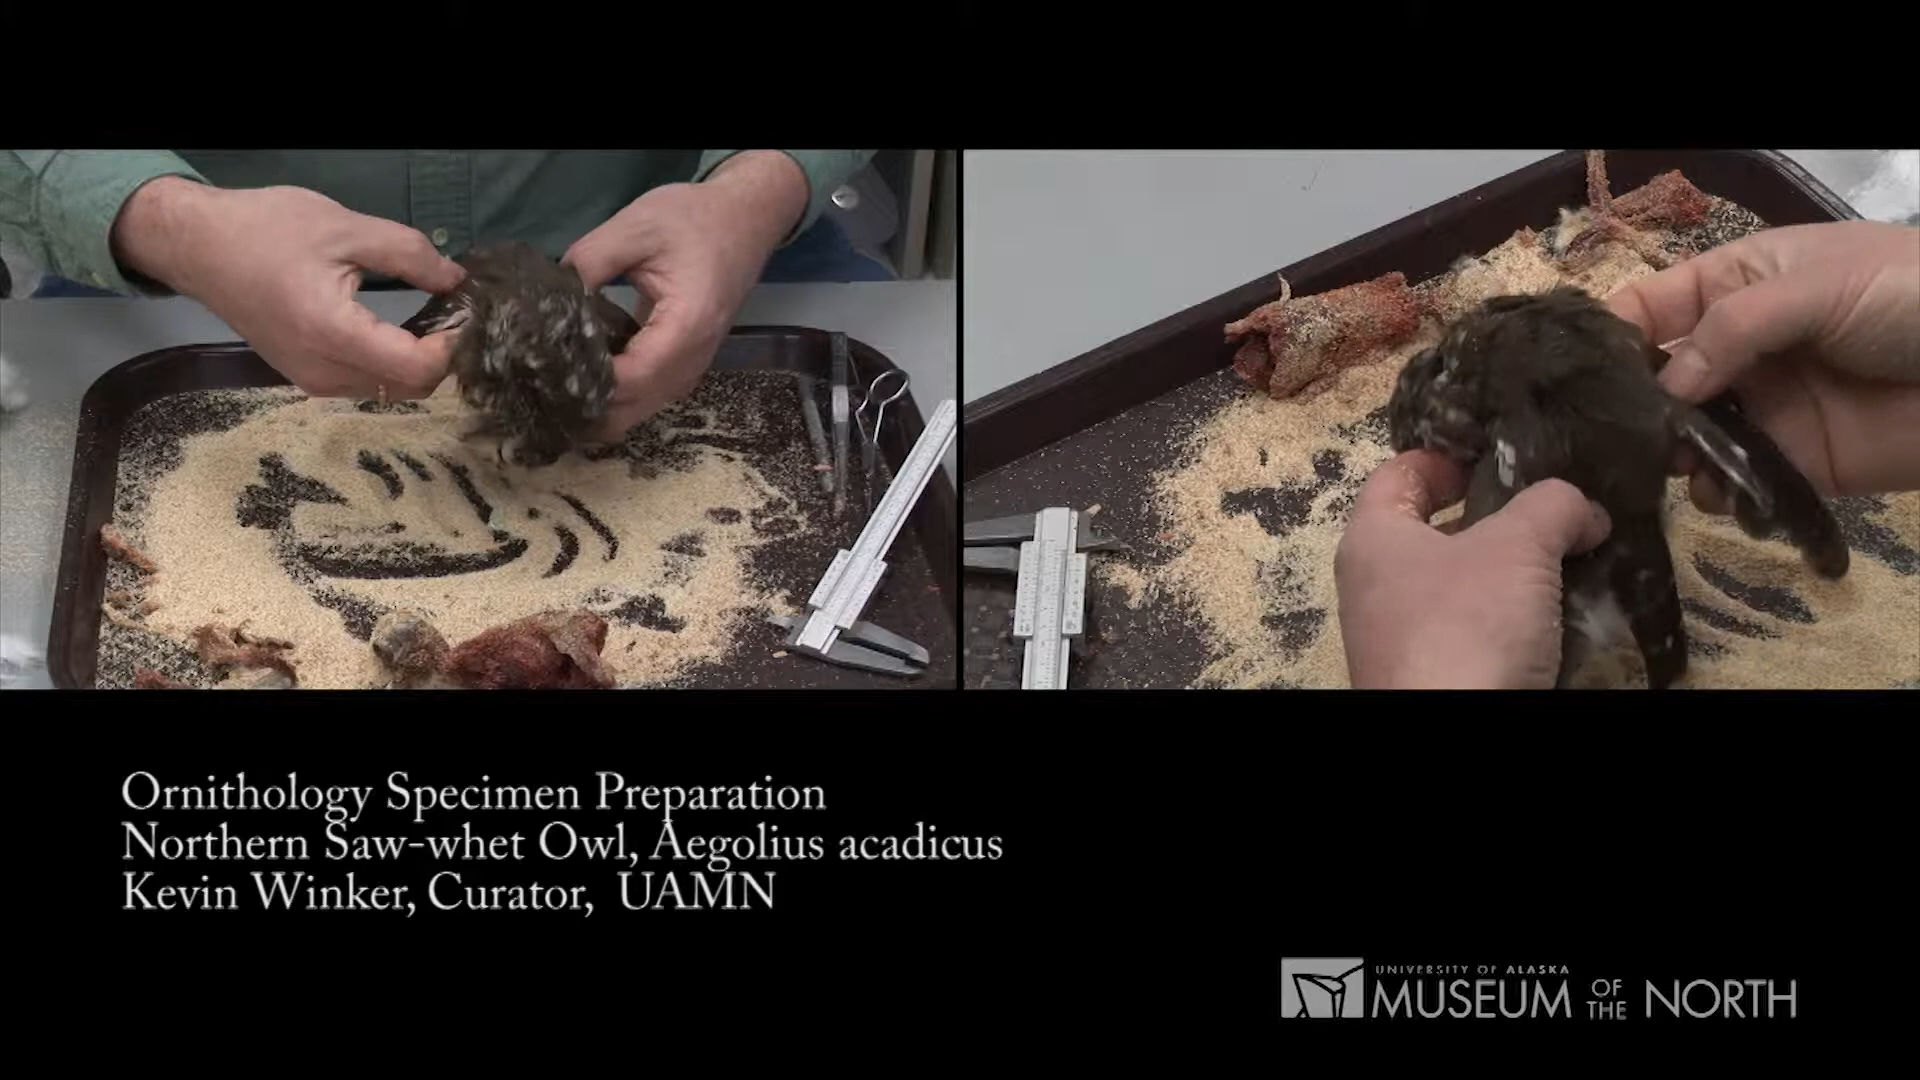 Ornithology Specimen Preparation
Northern Saw-whet Owl, Aegolius acadicus
Kevin Winker, Curator, UAMN
UNIVERSITY OF ALASKA
MUSEUM OF THE NORTH